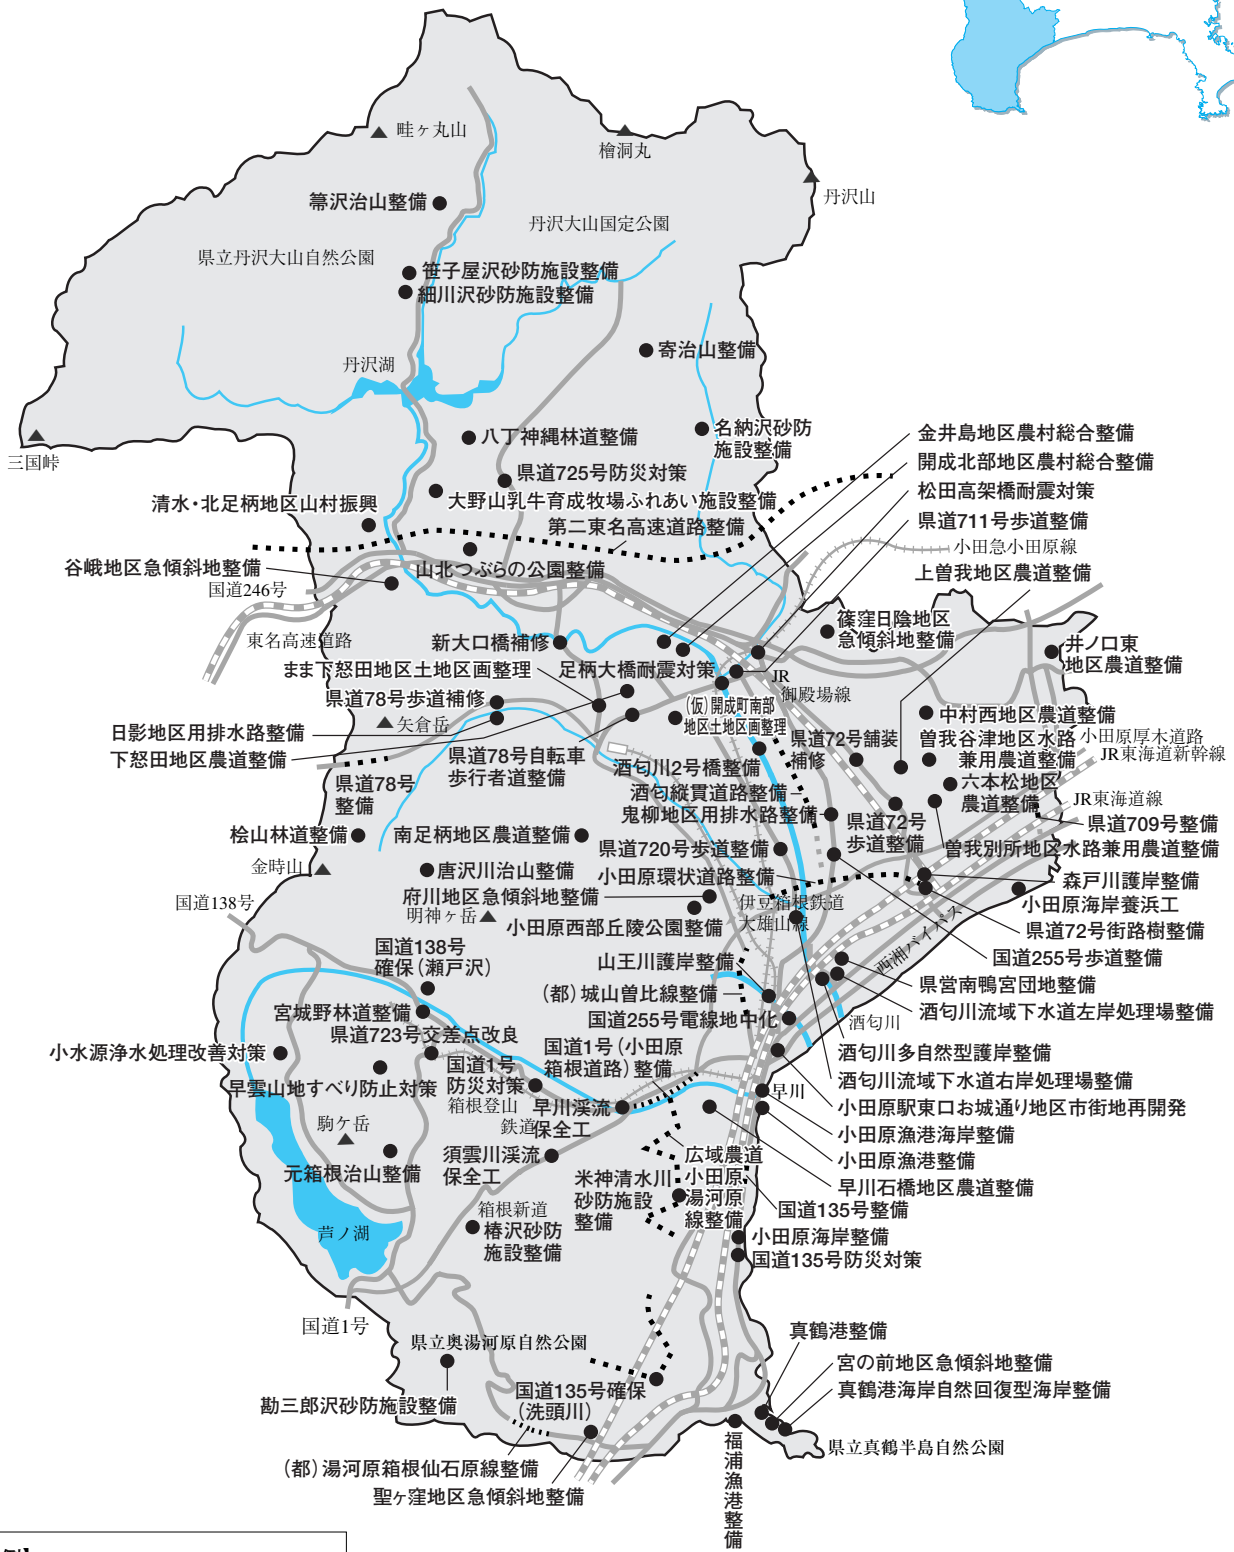 畦ヶ丸山
檜洞丸
丹沢山
箒沢治山整備
丹沢大山国定公園
県立丹沢大山自然公園
笹子屋沢砂防施設整備
細川沢砂防施設整備
寄治山整備
丹沢湖
三国峠
八丁神縄林道整備
名納沢砂防
施設整備
金井島地区農村総合整備
開成北部地区農村総合整備
県道725号防災対策
大野山乳牛育成牧場ふれあい施設整備
松田高架橋耐震対策
清水・北足柄地区山村振興
第二東名高速道路整備
県道711号歩道整備
小田急小田原線
谷峨地区急傾斜地整備
国道246号
山北つぶらの公園整備
上曽我地区農道整備
東名高速道路
新大口橋補修
篠窪日陰地区
急傾斜地整備
井ノ口東
地区農道整備
まま下怒田地区土地区画整理
足柄大橋耐震対策
JR
御殿場線
県道78号歩道補修
矢倉岳
(仮)開成町南部
地区土地区画整理
中村西地区農道整備
日影地区用排水路整備
下怒田地区農道整備
県道78号自転車
歩行者道整備
県道72号舗装
補修
曽我谷津地区水路
兼用農道整備
小田原厚木道路
JR東海道新幹線
県道78号
整備
酒匂川2号橋整備
酒匂縦貫道路整備
鬼柳地区用排水路整備
六本松地区
農道整備
JR東海道線
県道709号整備
桧山林道整備
南足柄地区農道整備
県道72号
歩道整備
県道720号歩道整備
曽我別所地区水路兼用農道整備
金時山
唐沢川治山整備
小田原環状道路整備
森戸川護岸整備
国道138号
府川地区急傾斜地整備
明神ヶ岳
伊豆箱根鉄道
大雄山線
小田原海岸養浜工
小田原西部丘陵公園整備
県道72号街路樹整備
西湘バイパス
国道138号
確保(瀬戸沢)
山王川護岸整備
国道255号歩道整備
県営南鴨宮団地整備
(都)城山曽比線整備
宮城野林道整備
国道255号電線地中化
酒匂川
酒匂川流域下水道左岸処理場整備
県道723号交差点改良
小水源浄水処理改善対策
国道1号
防災対策
国道1号(小田原
箱根道路)整備
酒匂川多自然型護岸整備
早雲山地すべり防止対策
酒匂川流域下水道右岸処理場整備
箱根登山
鉄道
早川渓流
保全工
早川
小田原駅東口お城通り地区市街地再開発
駒ケ岳
小田原漁港海岸整備
元箱根治山整備
須雲川渓流
保全工
広域農道
小田原
湯河原
線整備
小田原漁港整備
米神清水川
砂防施設
整備
早川石橋地区農道整備
箱根新道
国道135号整備
芦ノ湖
椿沢砂防
施設整備
小田原海岸整備
国道135号防災対策
国道1号
県立奥湯河原自然公園
真鶴港整備
宮の前地区急傾斜地整備
勘三郎沢砂防施設整備
国道135号確保
(洗頭川)
真鶴港海岸自然回復型海岸整備
福浦漁港整備
県立真鶴半島自然公園
(都)湯河原箱根仙石原線整備
聖ヶ窪地区急傾斜地整備